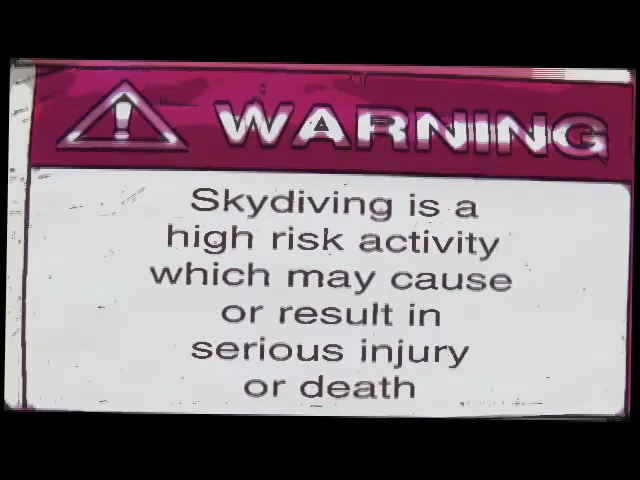 WARNING
Skydiving is a
high risk activity
which may cause
or result in
serious injury
or death